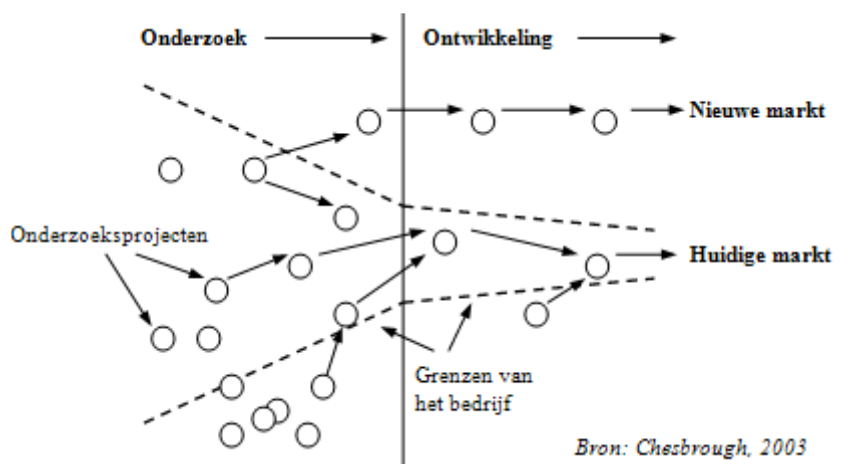 Onderzoek
Ontwikkeling
Nieuwe markt
Onderzoeksprojecten
Huidige markt
Grenzen van
het bedrijf
Bron: Chesbrough, 2003